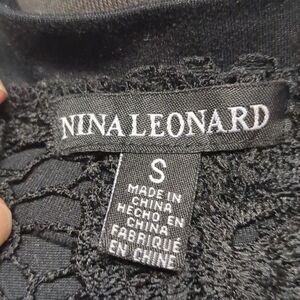 NINA LEONARD
S
MADE IN
CHINA
HECHO EN
CHINA
FABRIQUÉ
EN CHINE